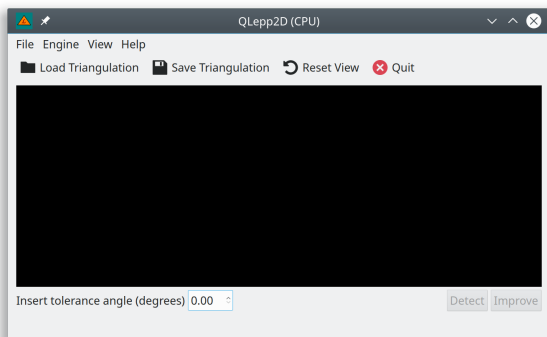 QLepp2D (CPU)
File Engine View Help
Load Triangulation Save Triangulation Reset View Quit
Insert tolerance angle (degrees) 0.00 Detect Improve